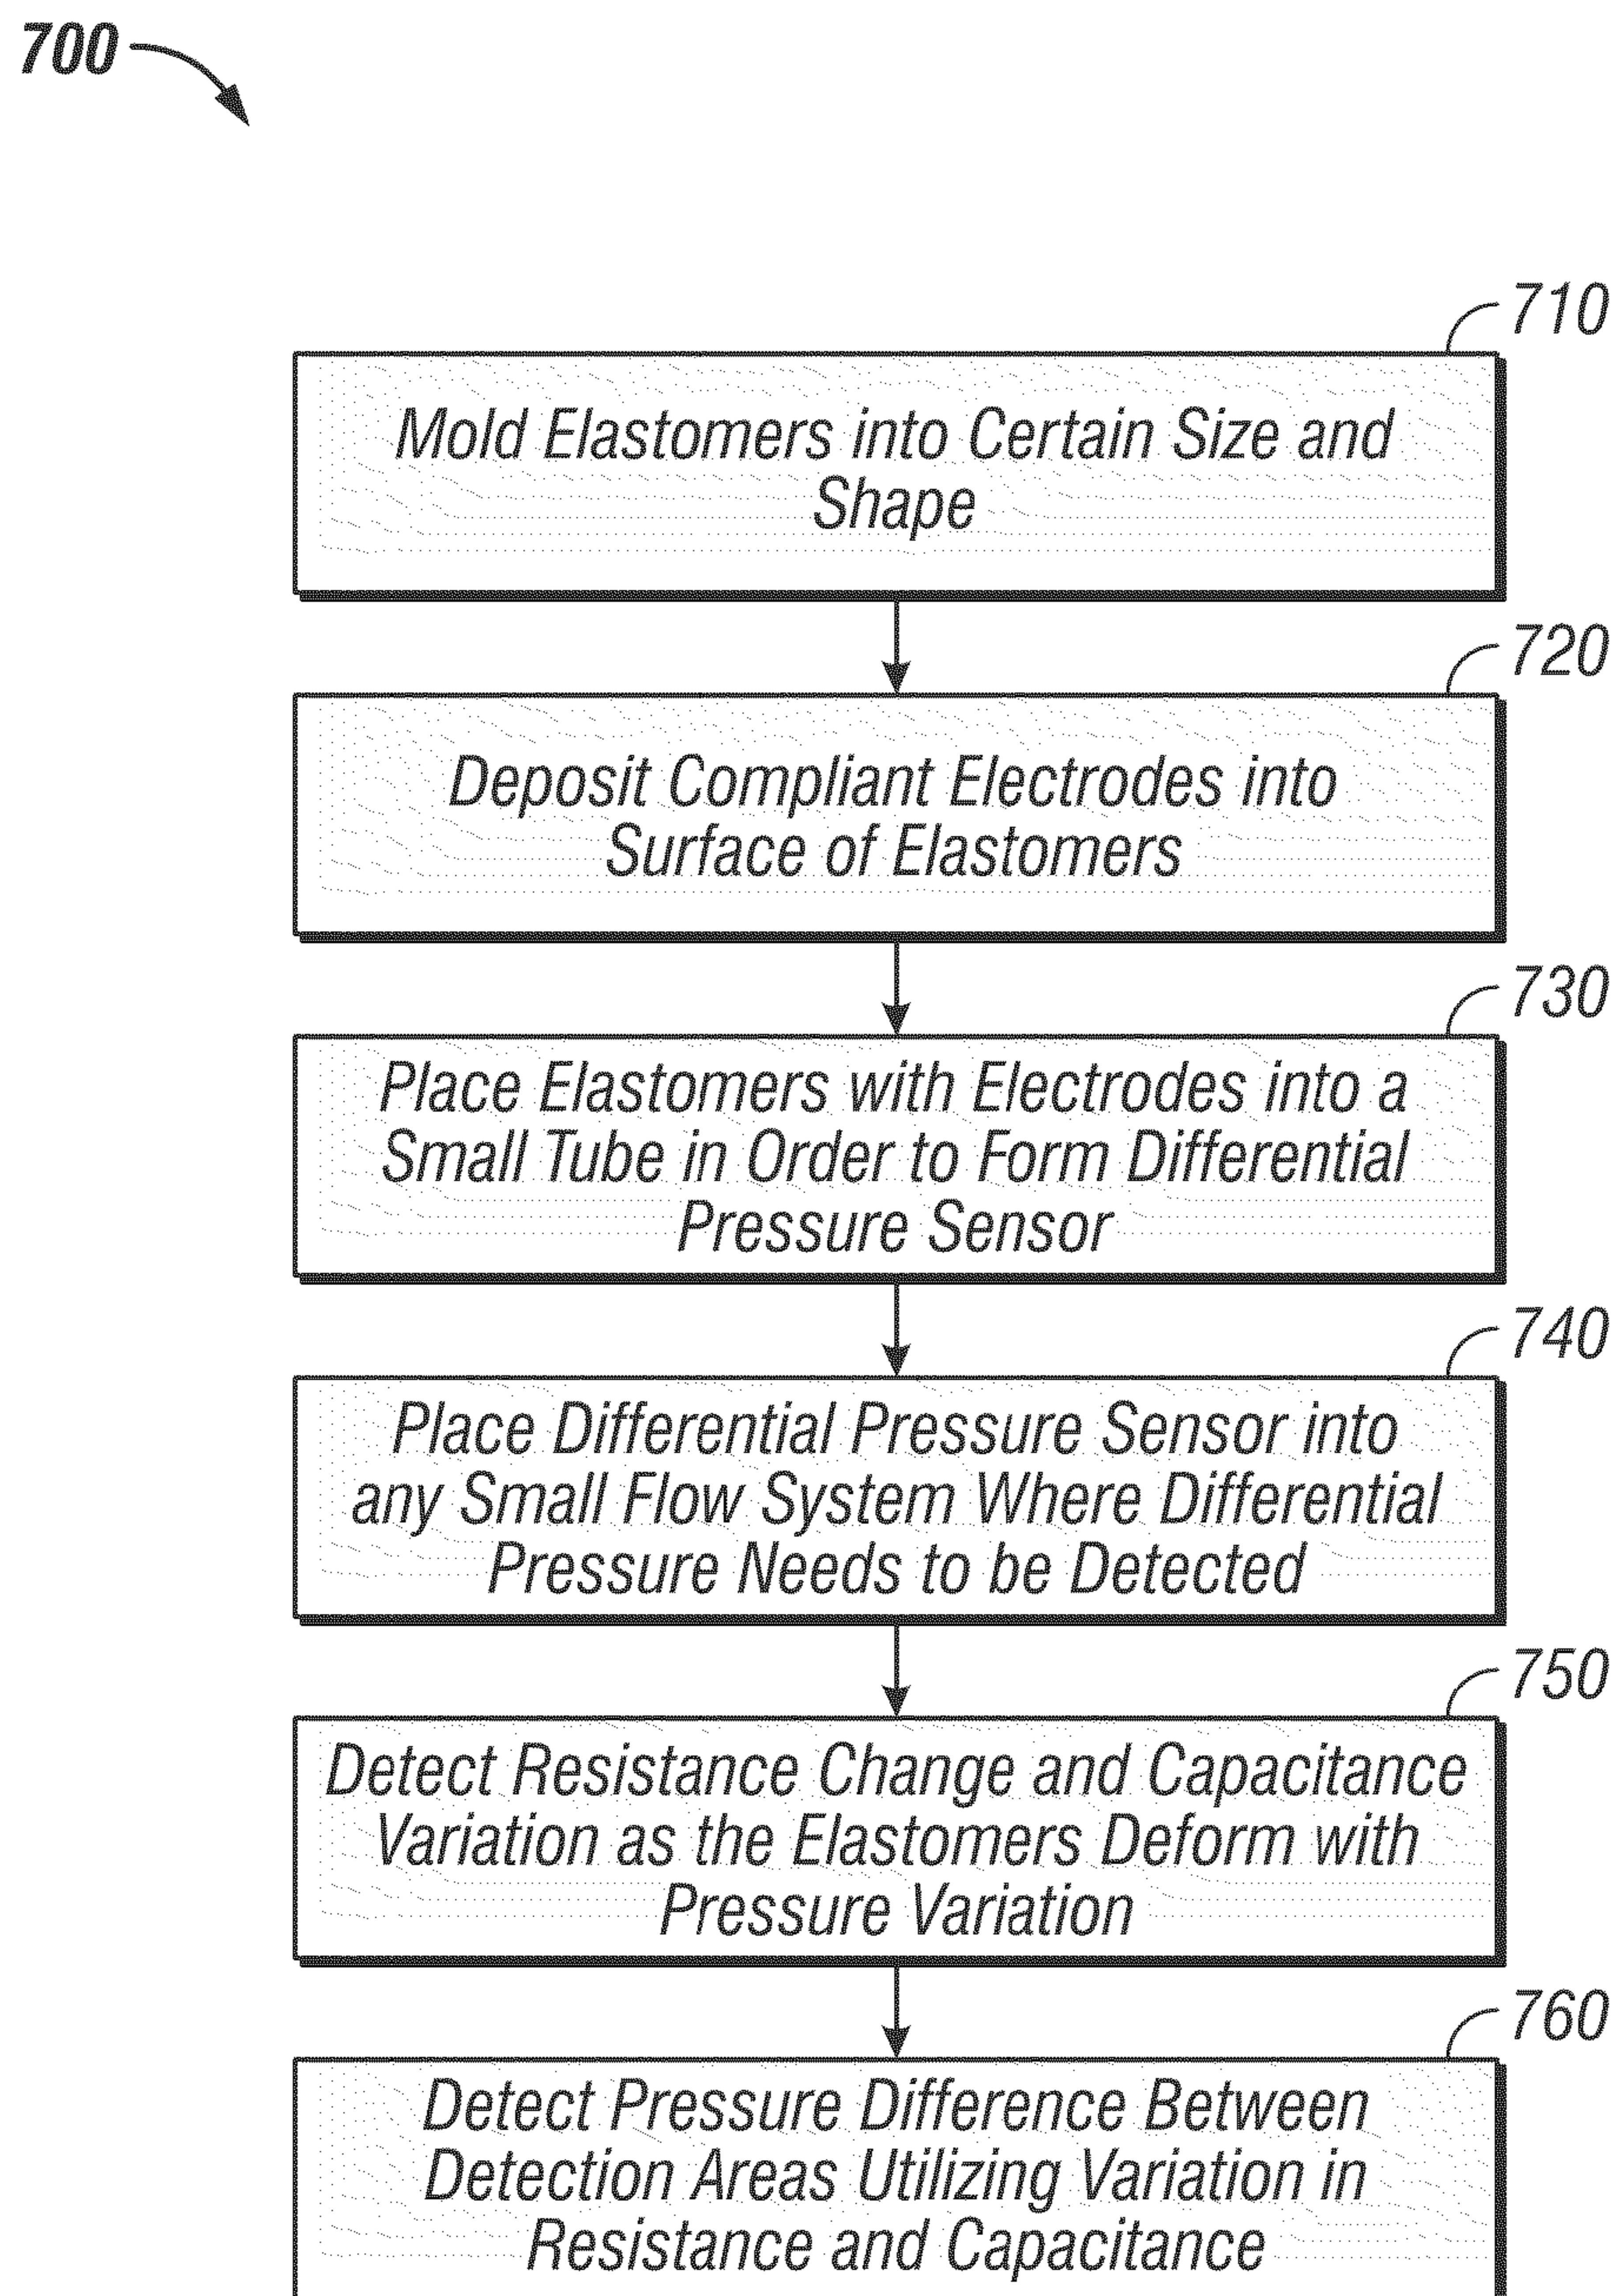 700
710
Mold Elastomers into Certain Size and
Shape
720
Deposit Compliant Electrodes into
Surface of Elastomers
730
Place Elastomers with Electrodes into a
Small Tube in Order to Form Differential
Pressure Sensor
740
Place Differential Pressure Sensor into
any Small Flow System Where Differential
Pressure Needs to be Detected
750
Detect Resistance Change and Capacitance
Variation as the Elastomers Deform with
Pressure Variation
760
Detect Pressure Difference Between
Detection Areas Utilizing Variation in
Resistance and Capacitance